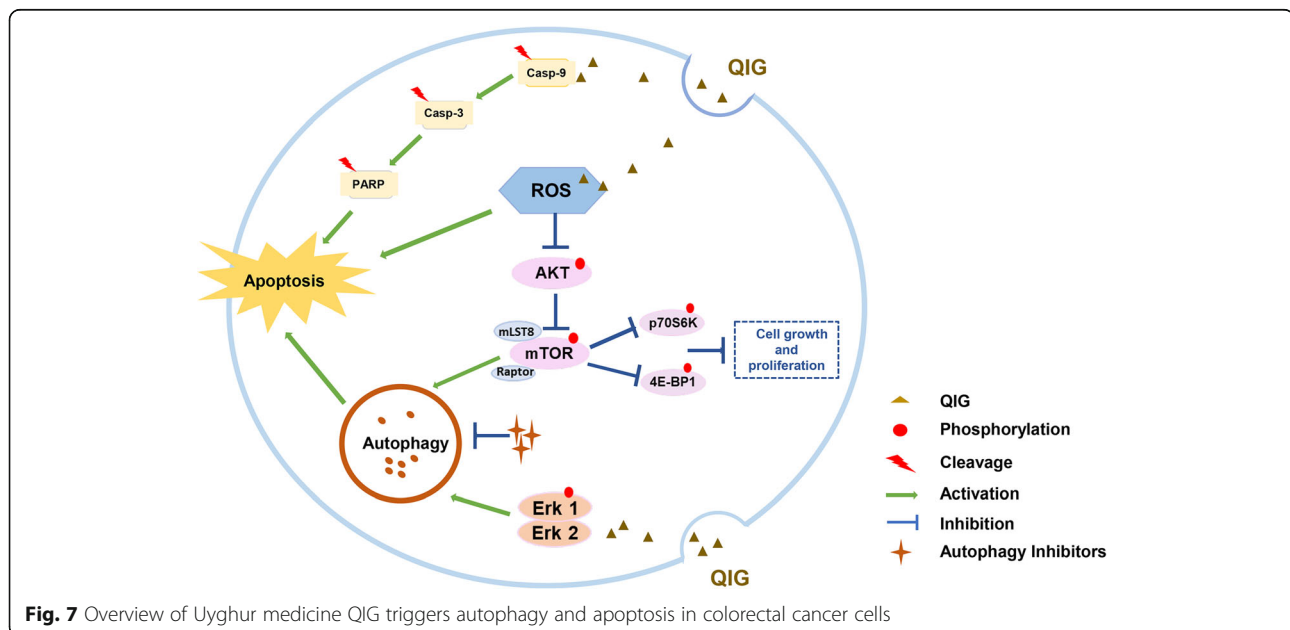 QIG
Casp-9
Casp-3
PARP
ROS
Apoptosis
AKT
mLST8
mTOR
Raptor
p70S6K
4E-BP1
Cell growth
and
proliferation
Autophagy
Erk 1
Erk 2
QIG
QIG
Phosphorylation
Cleavage
Activation
Inhibition
Autophagy Inhibitors
Fig. 7 Overview of Uyghur medicine QIG triggers autophagy and apoptosis in colorectal cancer cells